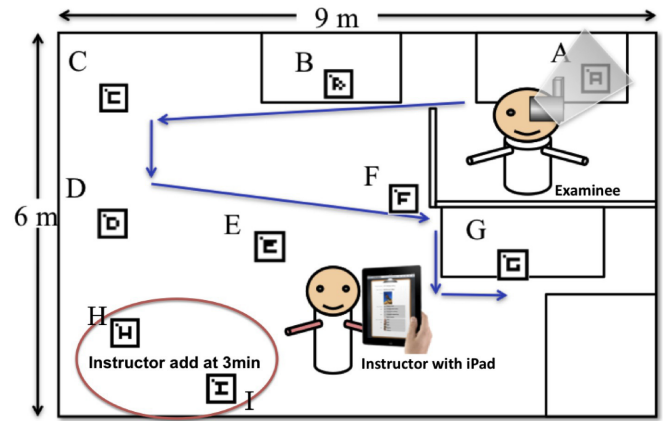 9 m
6 m
A
A
B
B
C
C
D
D
E
E
F
F
G
G
H
H
I
I
Examinee
Instructor add at 3min
Instructor with iPad